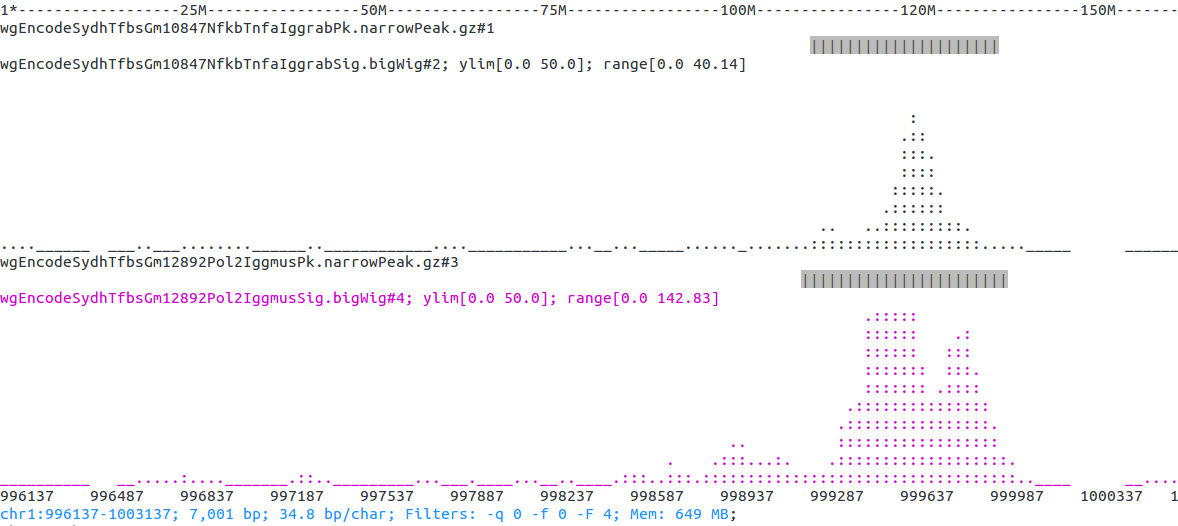 1*------------------25M-----------------50M-----------------75M-----------------100M----------------120M----------------150M-------
wgEncodeSydhTfbsGm10847NfkbTnfaIggrabPk.narrowPeak.gz#1
|||||||||||||||||||||
wgEncodeSydhTfbsGm10847NfkbTnfaIggrabSig.bigWig#2; ylim[0.0 50.0]; range[0.0 40.14]
wgEncodeSydhTfbsGm12892Pol2IggmusPk.narrowPeak.gz#3
|||||||||||||||||||||||
wgEncodeSydhTfbsGm12892Pol2IggmusSig.bigWig#4; ylim[0.0 50.0]; range[0.0 142.83]
996137    996487    996837    997187    997537    997887    998237    998587    998937    999287    999637    999987    1000337   1
chr1:996137-1003137; 7,001 bp; 34.8 bp/char; Filters: -q 0 -f 0 -F 4; Mem: 649 MB;